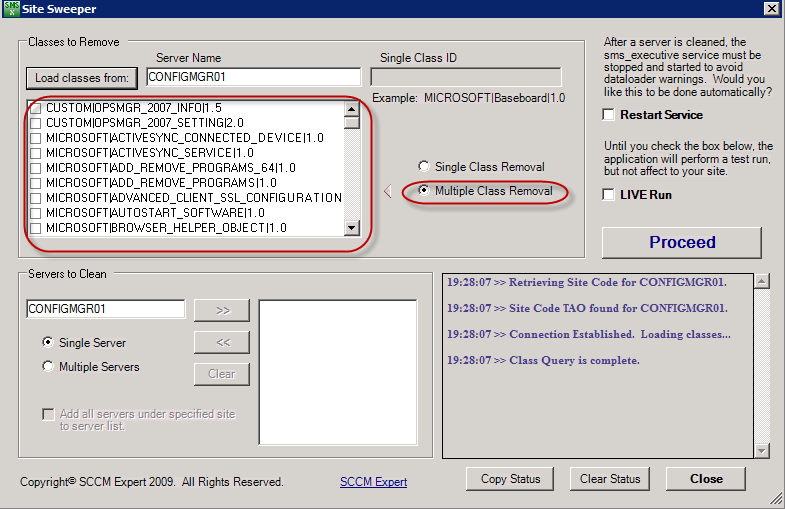 SMS
Site Sweeper
Classes to Remove
Server Name
Single Class ID
Load classes from:
CONFIGMGR01
Example:  MICROSOFT|Baseboard|1.0
CUSTOM|OPSMGR_2007_INFO|1.5
CUSTOM|OPSMGR_2007_SETTING|2.0
MICROSOFT|ACTIVESYNC_CONNECTED_DEVICE|1.0
MICROSOFT|ACTIVESYNC_SERVICE|1.0
MICROSOFT|ADD_REMOVE_PROGRAMS_64|1.0
MICROSOFT|ADD_REMOVE_PROGRAMS|1.0
MICROSOFT|ADVANCED_CLIENT_SSL_CONFIGURATION
MICROSOFT|AUTOSTART_SOFTWARE|1.0
MICROSOFT|BROWSER_HELPER_OBJECT|1.0
Single Class Removal
Multiple Class Removal
After a server is cleaned, the
sms_executive service must be
stopped and started to avoid
dataloader warnings.  Would you
like this to be done automatically?
Restart Service
Until you check the box below, the
application will perform a test run,
but not affect to your site.
LIVE Run
Proceed
Servers to Clean
CONFIGMGR01
>>
<<
Clear
Single Server
Multiple Servers
Add all servers under specified site
to server list.
19:28:07 >> Retrieving Site Code for CONFIGMGR01.
19:28:07 >> Site Code TAO found for CONFIGMGR01.
19:28:07 >> Connection Established.  Loading classes...
19:28:07 >> Class Query is complete.
Copyright© SCCM Expert 2009.  All Rights Reserved.
SCCM Expert
Copy Status
Clear Status
Close